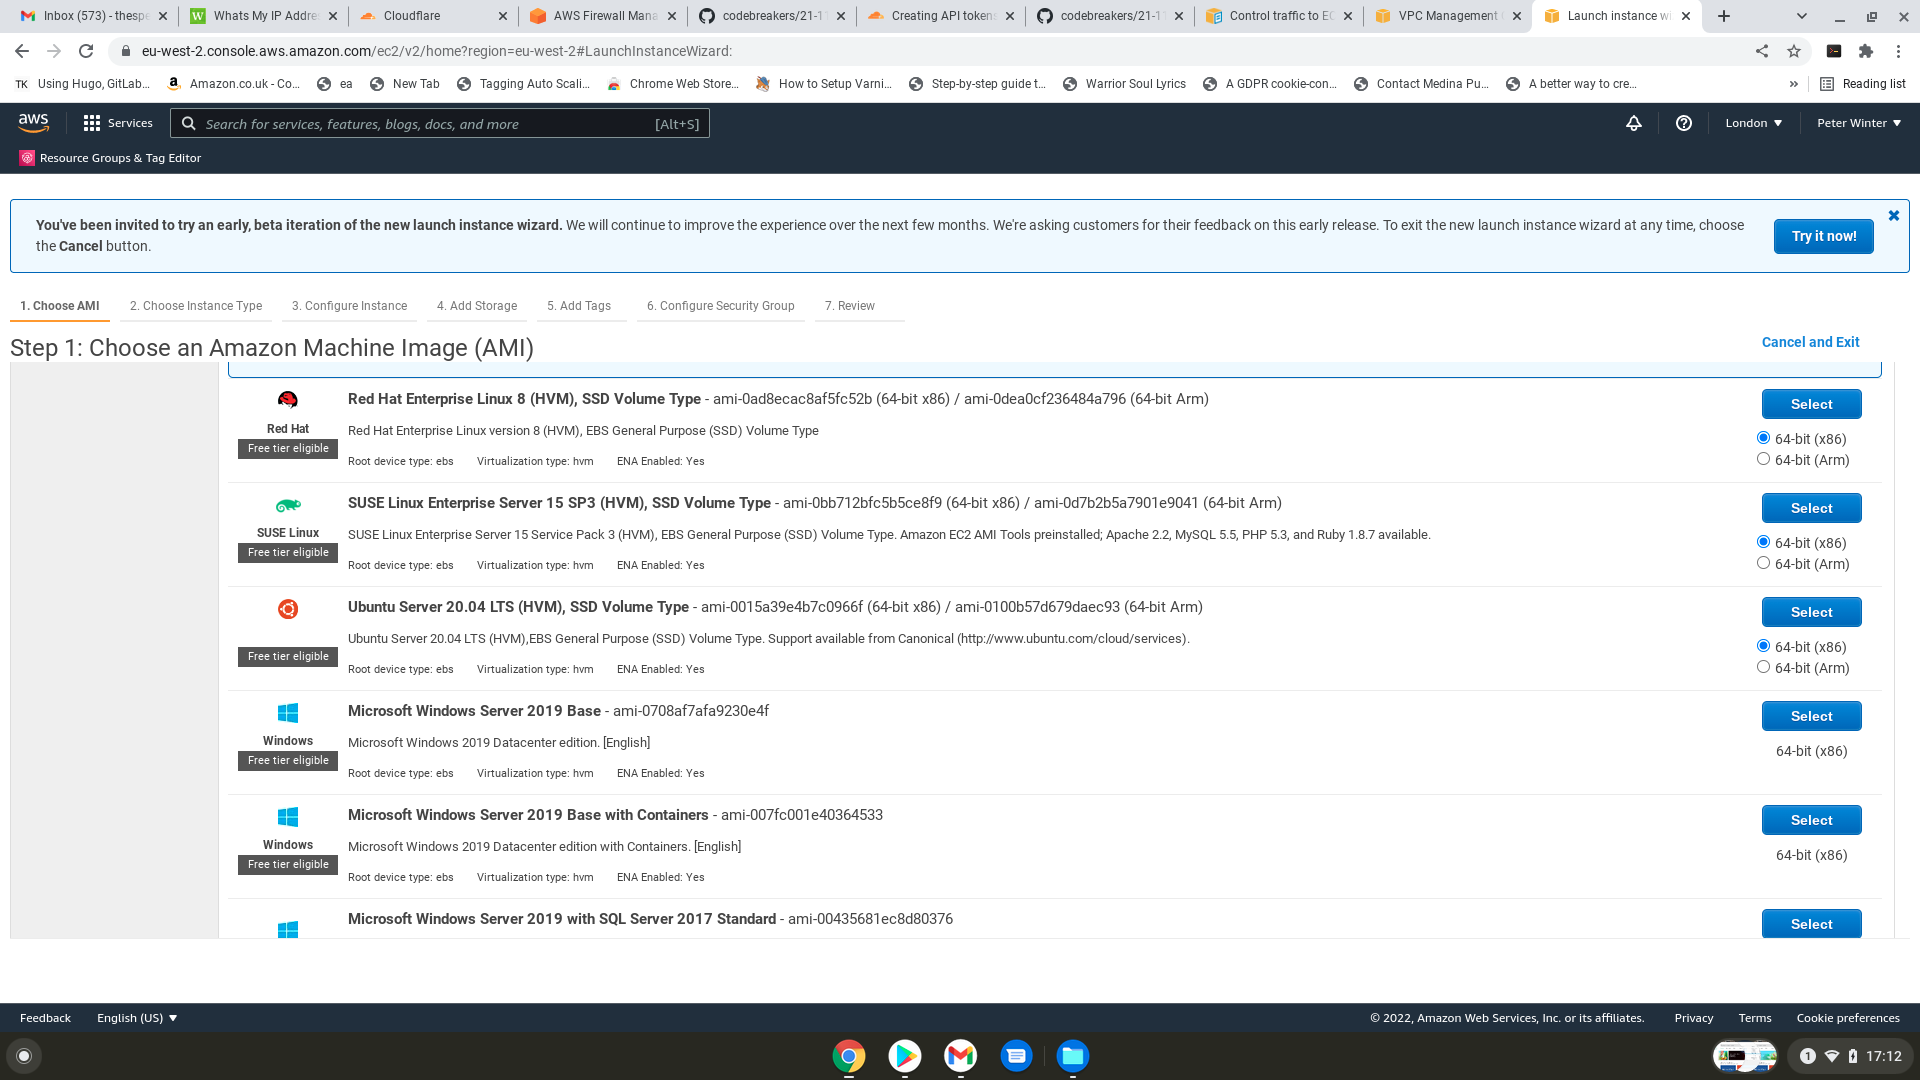 Inbox (573) - thespe
Whats My IP Addre
Cloudflare
AWS Firewall Mana
codebreakers/21-11
Creating API tokens
codebreakers/21-11
Control traffic to EC
VPC Management C
Launch instance wi
eu-west-2.console.aws.amazon.com/ec2/v2/home?region=eu-west-2#LaunchInstanceWizard:
TK Using Hugo, GitLab...
Amazon.co.uk - Co...
ea
New Tab
Tagging Auto Scali...
Chrome Web Store...
How to Setup Varni...
Step-by-step guide t...
Warrior Soul Lyrics
A GDPR cookie-con...
Contact Medina Pu...
A better way to cre...
»
Reading list
aws
Services
Search for services, features, blogs, docs, and more [Alt+S]
London
Peter Winter
Resource Groups & Tag Editor
You've been invited to try an early, beta iteration of the new launch instance wizard. We will continue to improve the experience over the next few months. We're asking customers for their feedback on this early release. To exit the new launch instance wizard at any time, choose
the Cancel button.
Try it now!
1. Choose AMI
2. Choose Instance Type
3. Configure Instance
4. Add Storage
5. Add Tags
6. Configure Security Group
7. Review
Step 1: Choose an Amazon Machine Image (AMI)
Cancel and Exit
Red Hat
Free tier eligible
Red Hat Enterprise Linux 8 (HVM), SSD Volume Type - ami-0ad8ecac8af5fc52b (64-bit x86) / ami-0dea0cf236484a796 (64-bit Arm)
Red Hat Enterprise Linux version 8 (HVM), EBS General Purpose (SSD) Volume Type
Root device type: ebs Virtualization type: hvm ENA Enabled: Yes
Select
64-bit (x86)
64-bit (Arm)
SUSE Linux
Free tier eligible
SUSE Linux Enterprise Server 15 SP3 (HVM), SSD Volume Type - ami-0bb712bfc5b5ce8f9 (64-bit x86) / ami-0d7b2b5a7901e9041 (64-bit Arm)
SUSE Linux Enterprise Server 15 Service Pack 3 (HVM), EBS General Purpose (SSD) Volume Type. Amazon EC2 AMI Tools preinstalled; Apache 2.2, MySQL 5.5, PHP 5.3, and Ruby 1.8.7 available.
Root device type: ebs Virtualization type: hvm ENA Enabled: Yes
Select
64-bit (x86)
64-bit (Arm)
Free tier eligible
Ubuntu Server 20.04 LTS (HVM), SSD Volume Type - ami-0015a39e4b7c0966f (64-bit x86) / ami-0100b57d679daec93 (64-bit Arm)
Ubuntu Server 20.04 LTS (HVM),EBS General Purpose (SSD) Volume Type. Support available from Canonical (http://www.ubuntu.com/cloud/services).
Root device type: ebs Virtualization type: hvm ENA Enabled: Yes
Select
64-bit (x86)
64-bit (Arm)
Windows
Free tier eligible
Microsoft Windows Server 2019 Base - ami-0708af7afa9230e4f
Microsoft Windows 2019 Datacenter edition. [English]
Root device type: ebs Virtualization type: hvm ENA Enabled: Yes
Select
64-bit (x86)
Windows
Free tier eligible
Microsoft Windows Server 2019 Base with Containers - ami-007fc001e40364533
Microsoft Windows 2019 Datacenter edition with Containers. [English]
Root device type: ebs Virtualization type: hvm ENA Enabled: Yes
Select
64-bit (x86)
Microsoft Windows Server 2019 with SQL Server 2017 Standard - ami-00435681ec8d80376
Select
Feedback
English (US)
© 2022, Amazon Web Services, Inc. or its affiliates.
Privacy
Terms
Cookie preferences
1
17:12